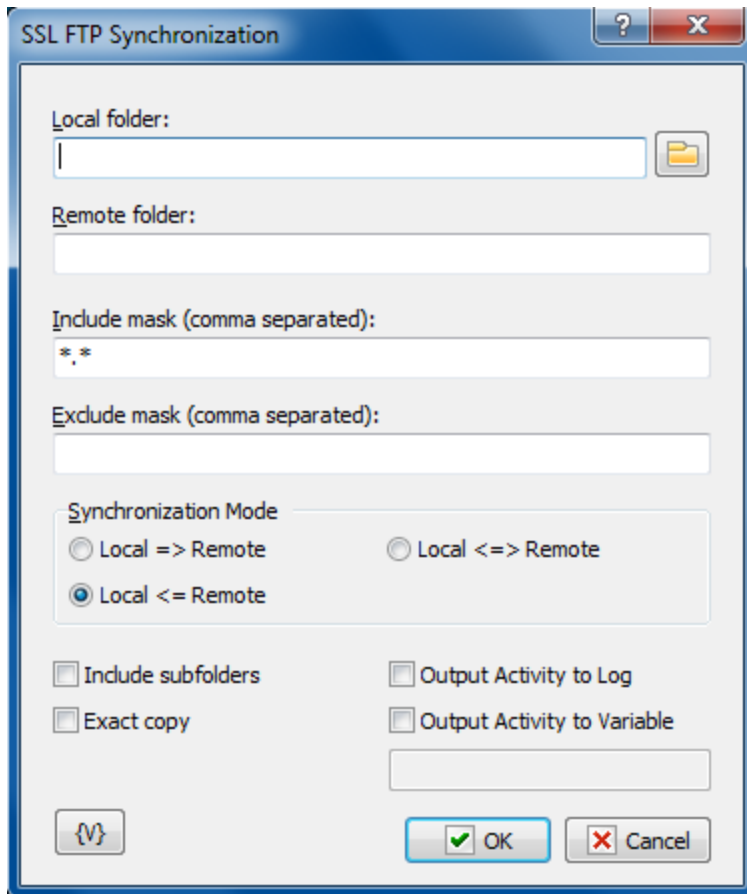 SSL FTP Synchronization
?
Local folder:
Remote folder:
Include mask (comma separated):
*.*
Exclude mask (comma separated):
Synchronization Mode
Local => Remote
Local <=> Remote
Local <= Remote
Include subfolders
Output Activity to Log
Exact copy
Output Activity to Variable
{V}
OK
Cancel